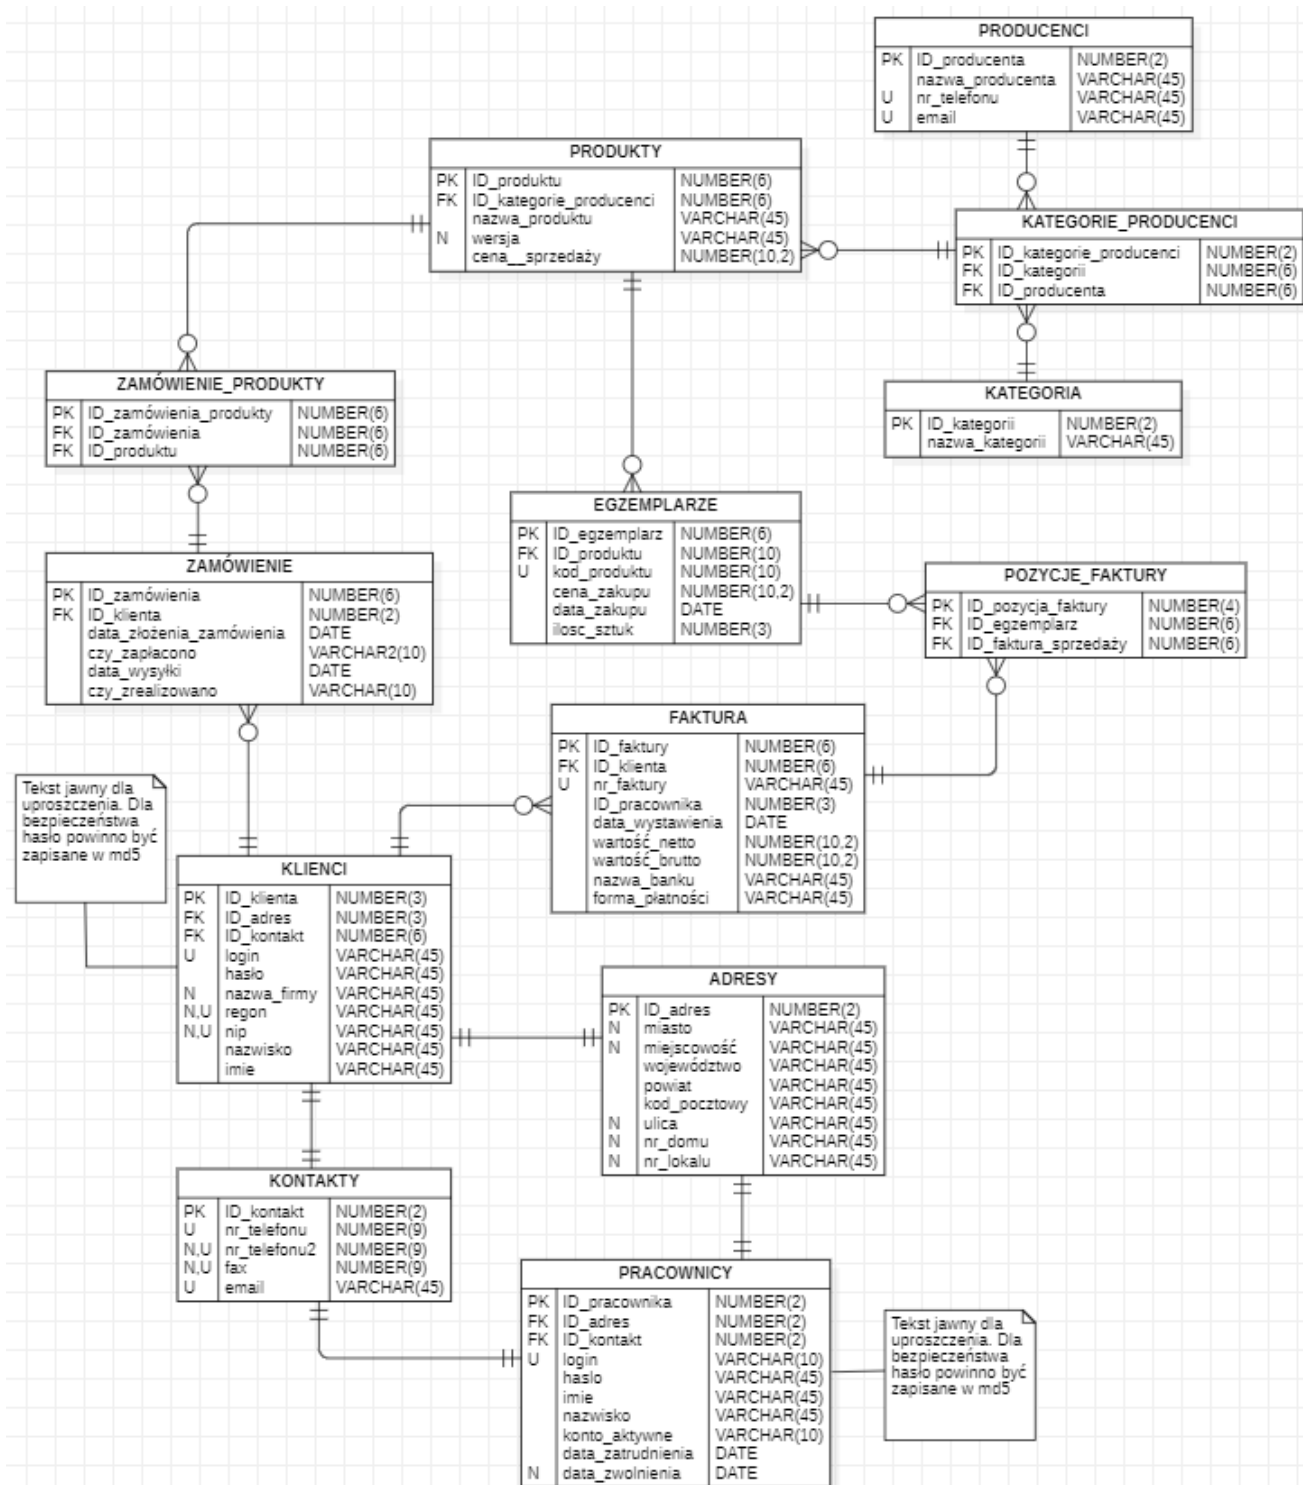 PRODUCENCI
PK ID_producenta NUMBER(2)
nazwa_producenta VARCHAR(45)
U nr_telefonu VARCHAR(45)
U email VARCHAR(45)
PRODUKTY
PK ID_produktu NUMBER(6)
FK ID_kategorie_producenci NUMBER(6)
nazwa_produktu VARCHAR(45)
N wersja VARCHAR(45)
cena__sprzedaży NUMBER(10,2)
KATEGORIE_PRODUCENCI
PK ID_kategorie_producenci NUMBER(2)
FK ID_kategorii NUMBER(6)
FK ID_producenta NUMBER(6)
ZAMÓWIENIE_PRODUKTY
PK ID_zamówienia_produkty NUMBER(6)
FK ID_zamówienia NUMBER(6)
FK ID_produktu NUMBER(6)
KATEGORIA
PK ID_kategorii NUMBER(2)
nazwa_kategorii VARCHAR(45)
EGZEMPLARZE
PK ID_egzemplarz NUMBER(6)
FK ID_produktu NUMBER(10)
U kod_produktu NUMBER(10)
cena_zakupu NUMBER(10,2)
data_zakupu DATE
ilosc_sztuk NUMBER(3)
ZAMÓWIENIE
PK ID_zamówienia NUMBER(6)
FK ID_klienta NUMBER(2)
data_złożenia_zamówienia DATE
czy_zapłacono VARCHAR2(10)
data_wysyłki DATE
czy_zrealizowano VARCHAR(10)
POZYCJE_FAKTURY
PK ID_pozycja_faktury NUMBER(4)
FK ID_egzemplarz NUMBER(6)
FK ID_faktura_sprzedaży NUMBER(6)
FAKTURA
PK ID_faktury NUMBER(6)
FK ID_klienta NUMBER(6)
U nr_faktury VARCHAR(45)
ID_pracownika NUMBER(3)
data_wystawienia DATE
wartość_netto NUMBER(10,2)
wartość_brutto NUMBER(10,2)
nazwa_banku VARCHAR(45)
forma_płatności VARCHAR(45)
Tekst jawny dla
uproszczenia. Dla
bezpieczeństwa
hasło powinno być
zapisane w md5
KLIENCI
PK ID_klienta NUMBER(3)
FK ID_adres NUMBER(3)
FK ID_kontakt NUMBER(6)
U login VARCHAR(45)
hasło VARCHAR(45)
N nazwa_firmy VARCHAR(45)
N,U regon VARCHAR(45)
N,U nip VARCHAR(45)
nazwisko VARCHAR(45)
imie VARCHAR(45)
ADRESY
PK ID_adres NUMBER(2)
N miasto VARCHAR(45)
N miejscowość VARCHAR(45)
województwo VARCHAR(45)
powiat VARCHAR(45)
kod_pocztowy VARCHAR(45)
N ulica VARCHAR(45)
N nr_domu VARCHAR(45)
N nr_lokalu VARCHAR(45)
KONTAKTY
PK ID_kontakt NUMBER(2)
U nr_telefonu NUMBER(9)
N,U nr_telefonu2 NUMBER(9)
N,U fax NUMBER(9)
U email VARCHAR(45)
PRACOWNICY
PK ID_pracownika NUMBER(2)
FK ID_adres NUMBER(2)
FK ID_kontakt NUMBER(2)
U login VARCHAR(10)
haslo VARCHAR(45)
imie VARCHAR(45)
nazwisko VARCHAR(45)
konto_aktywne VARCHAR(10)
data_zatrudnienia DATE
N data_zwolnienia DATE
Tekst jawny dla
uproszczenia. Dla
bezpieczeństwa
hasło powinno być
zapisane w md5